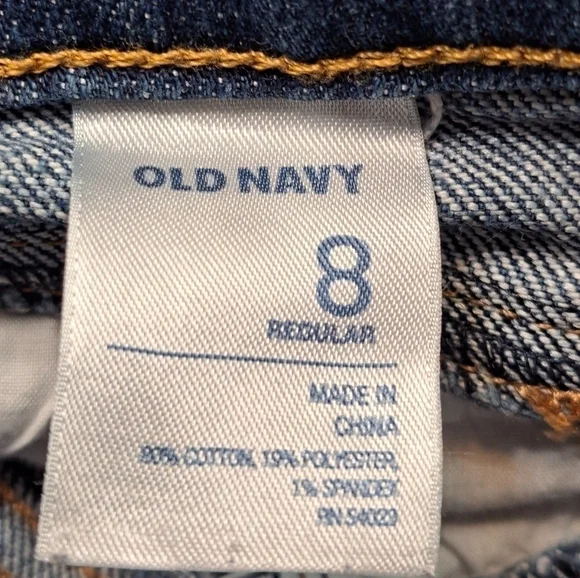 OLD NAVY
8
REGULAR
MADE IN
CHINA
80% COTTON, 19% POLYESTER,
1% SPANDEX
RN 54023